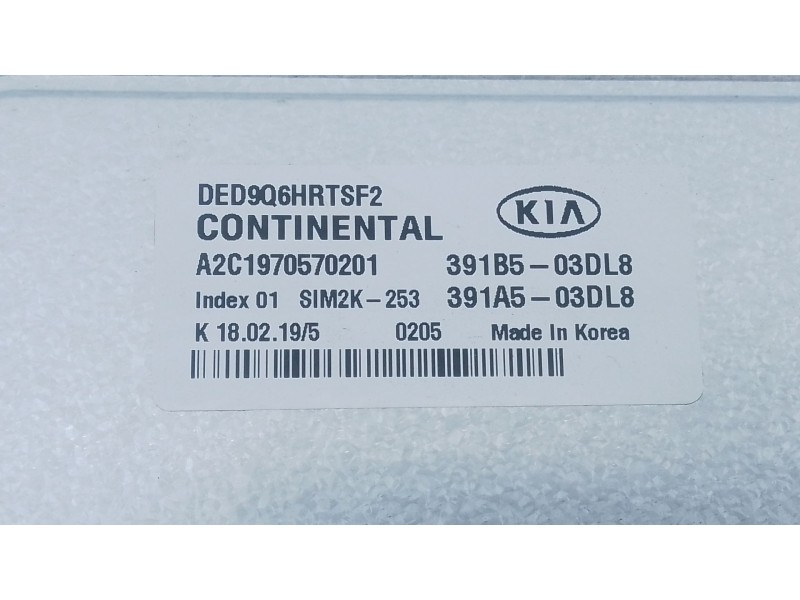 DED9Q6HRTSF2
KIA
CONTINENTAL
A2C1970570201 391B5-03DL8
Index 01 SIM2K-253 391A5-03DL8
K 18.02.19/5 0205 Made In Korea